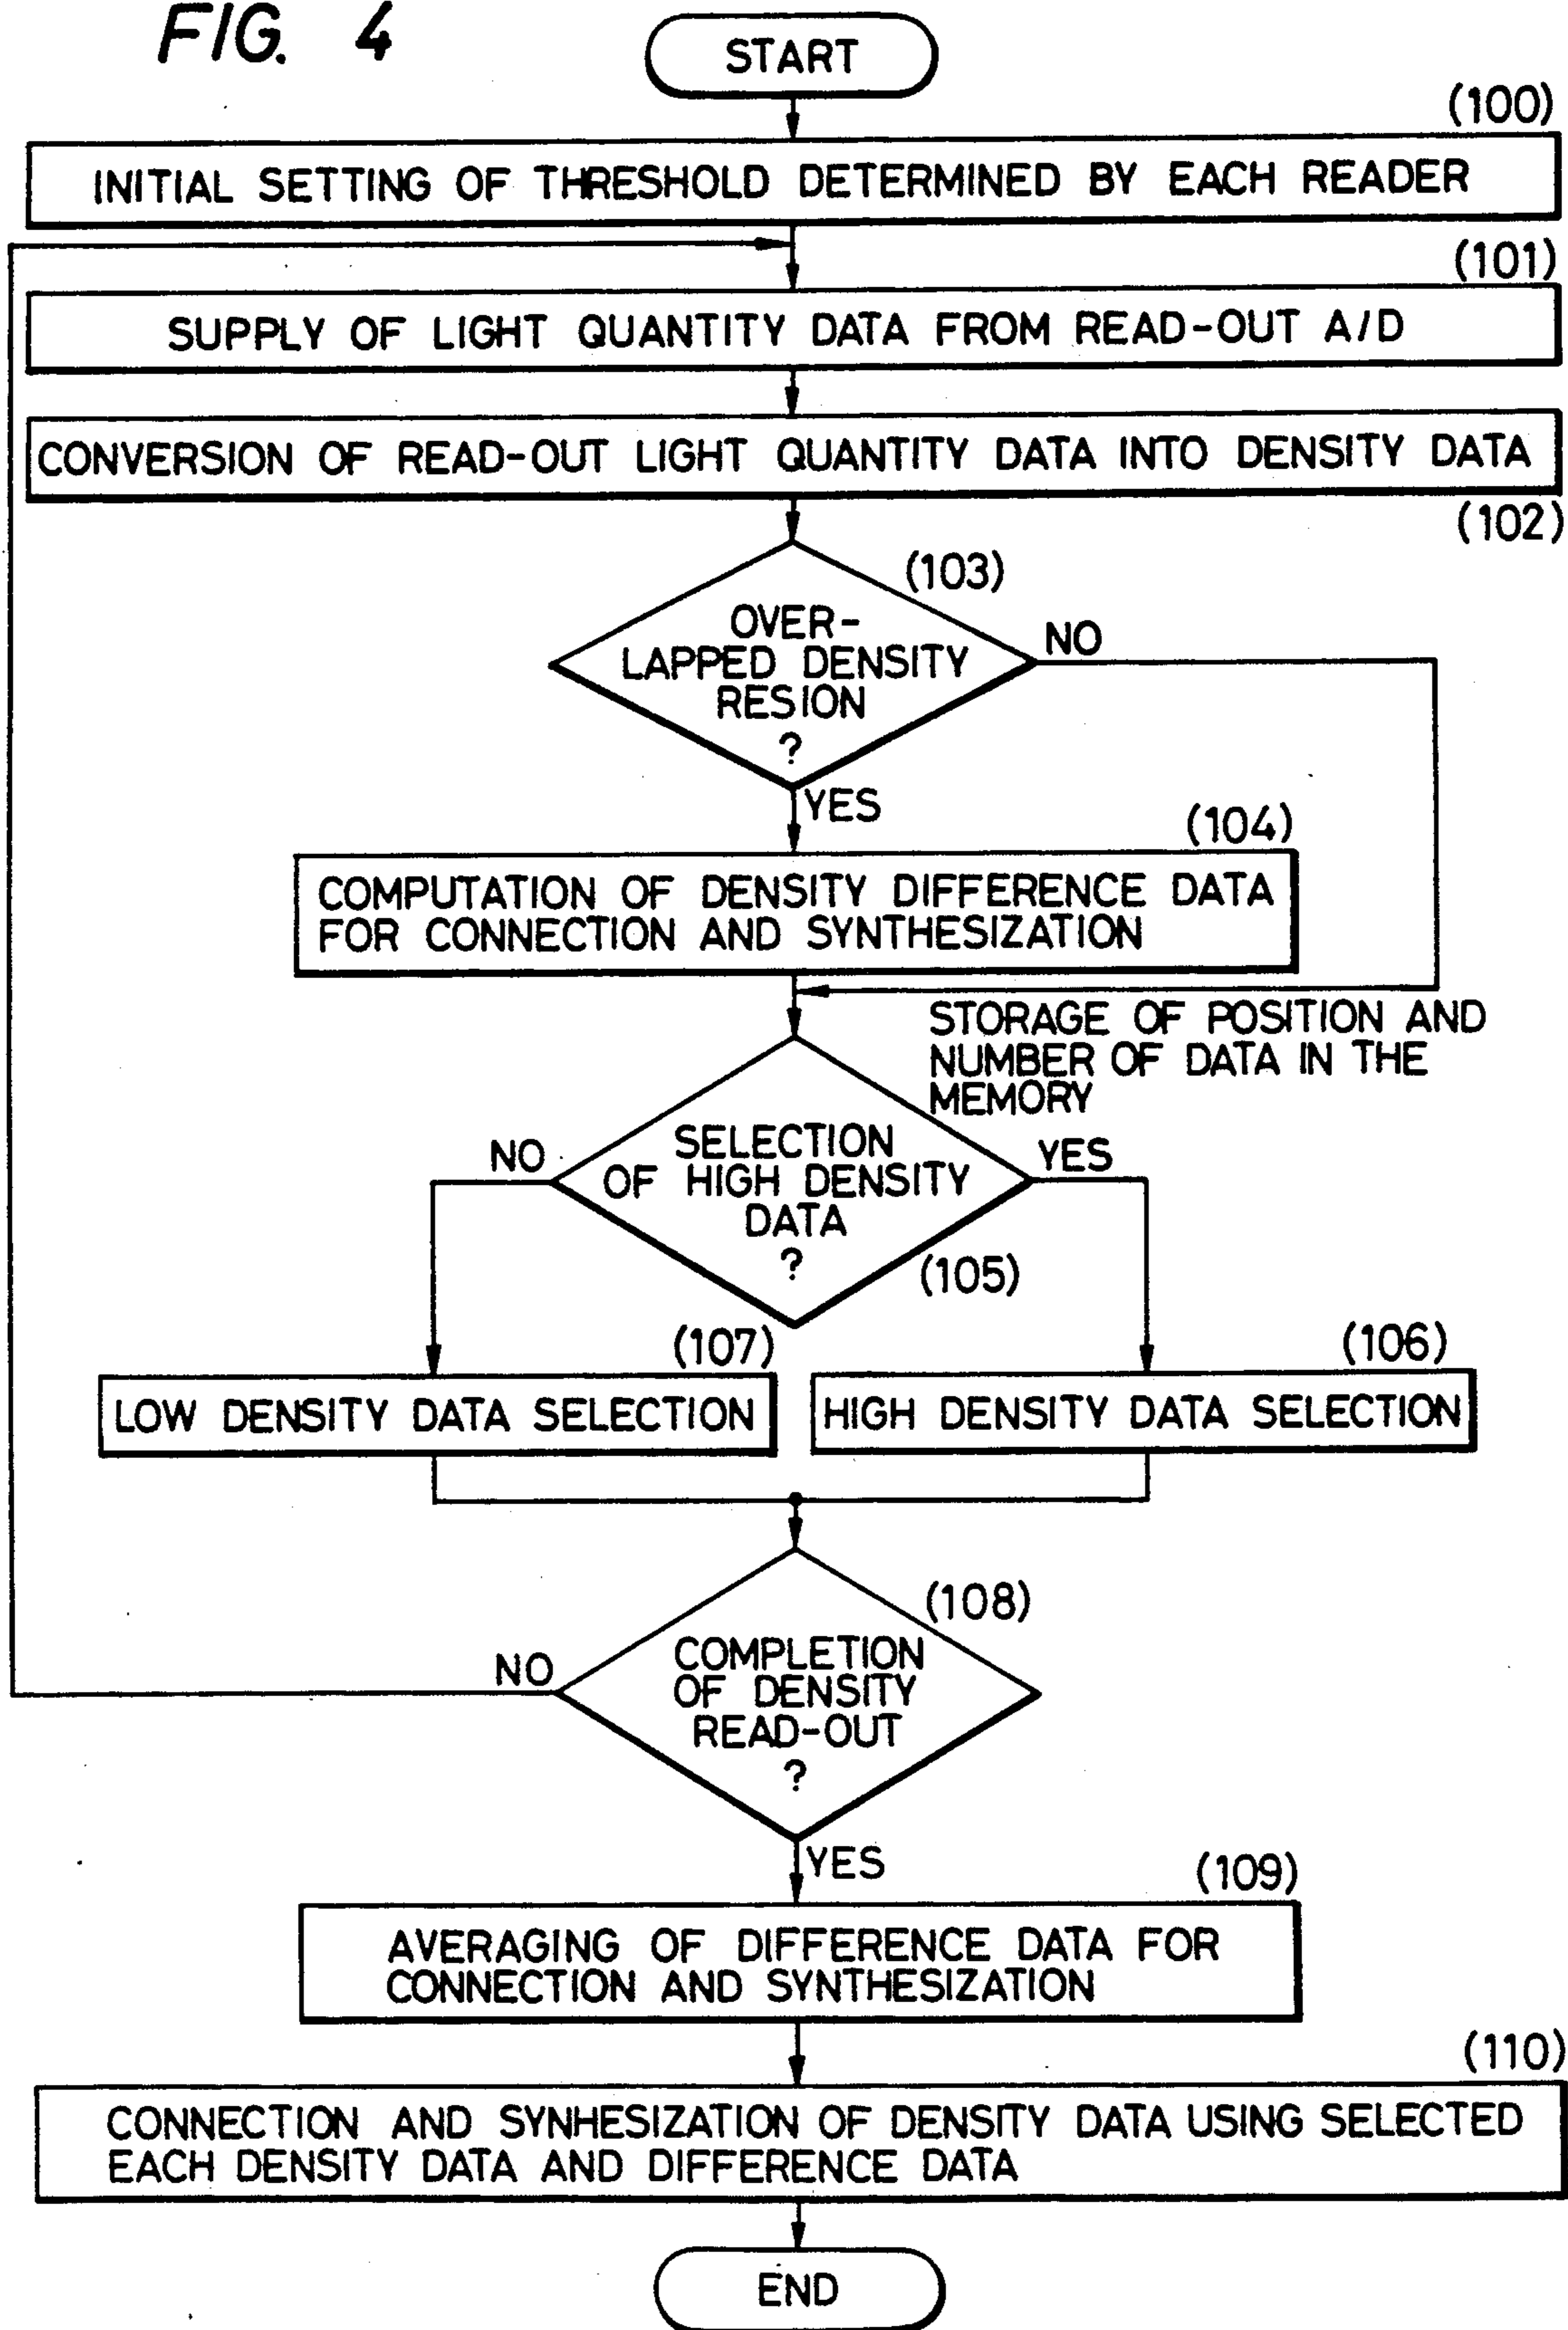 FIG. 4
START
(100)
INITIAL SETTING OF THRESHOLD DETERMINED BY EACH READER
(101)
SUPPLY OF LIGHT QUANTITY DATA FROM READ-OUT A/D
CONVERSION OF READ-OUT LIGHT QUANTITY DATA INTO DENSITY DATA
(102)
(103)
OVER-
LAPPED DENSITY
RESION
?
NO
YES
(104)
COMPUTATION OF DENSITY DIFFERENCE DATA
FOR CONNECTION AND SYNTHESIZATION
STORAGE OF POSITION AND
NUMBER OF DATA IN THE
MEMORY
NO
SELECTION
OF HIGH DENSITY
DATA
?
YES
(105)
(107)
(106)
LOW DENSITY DATA SELECTION
HIGH DENSITY DATA SELECTION
(108)
NO
COMPLETION
OF DENSITY
READ-OUT
?
YES
(109)
AVERAGING OF DIFFERENCE DATA FOR
CONNECTION AND SYNTHESIZATION
(110)
CONNECTION AND SYNHESIZATION OF DENSITY DATA USING SELECTED
EACH DENSITY DATA AND DIFFERENCE DATA
END